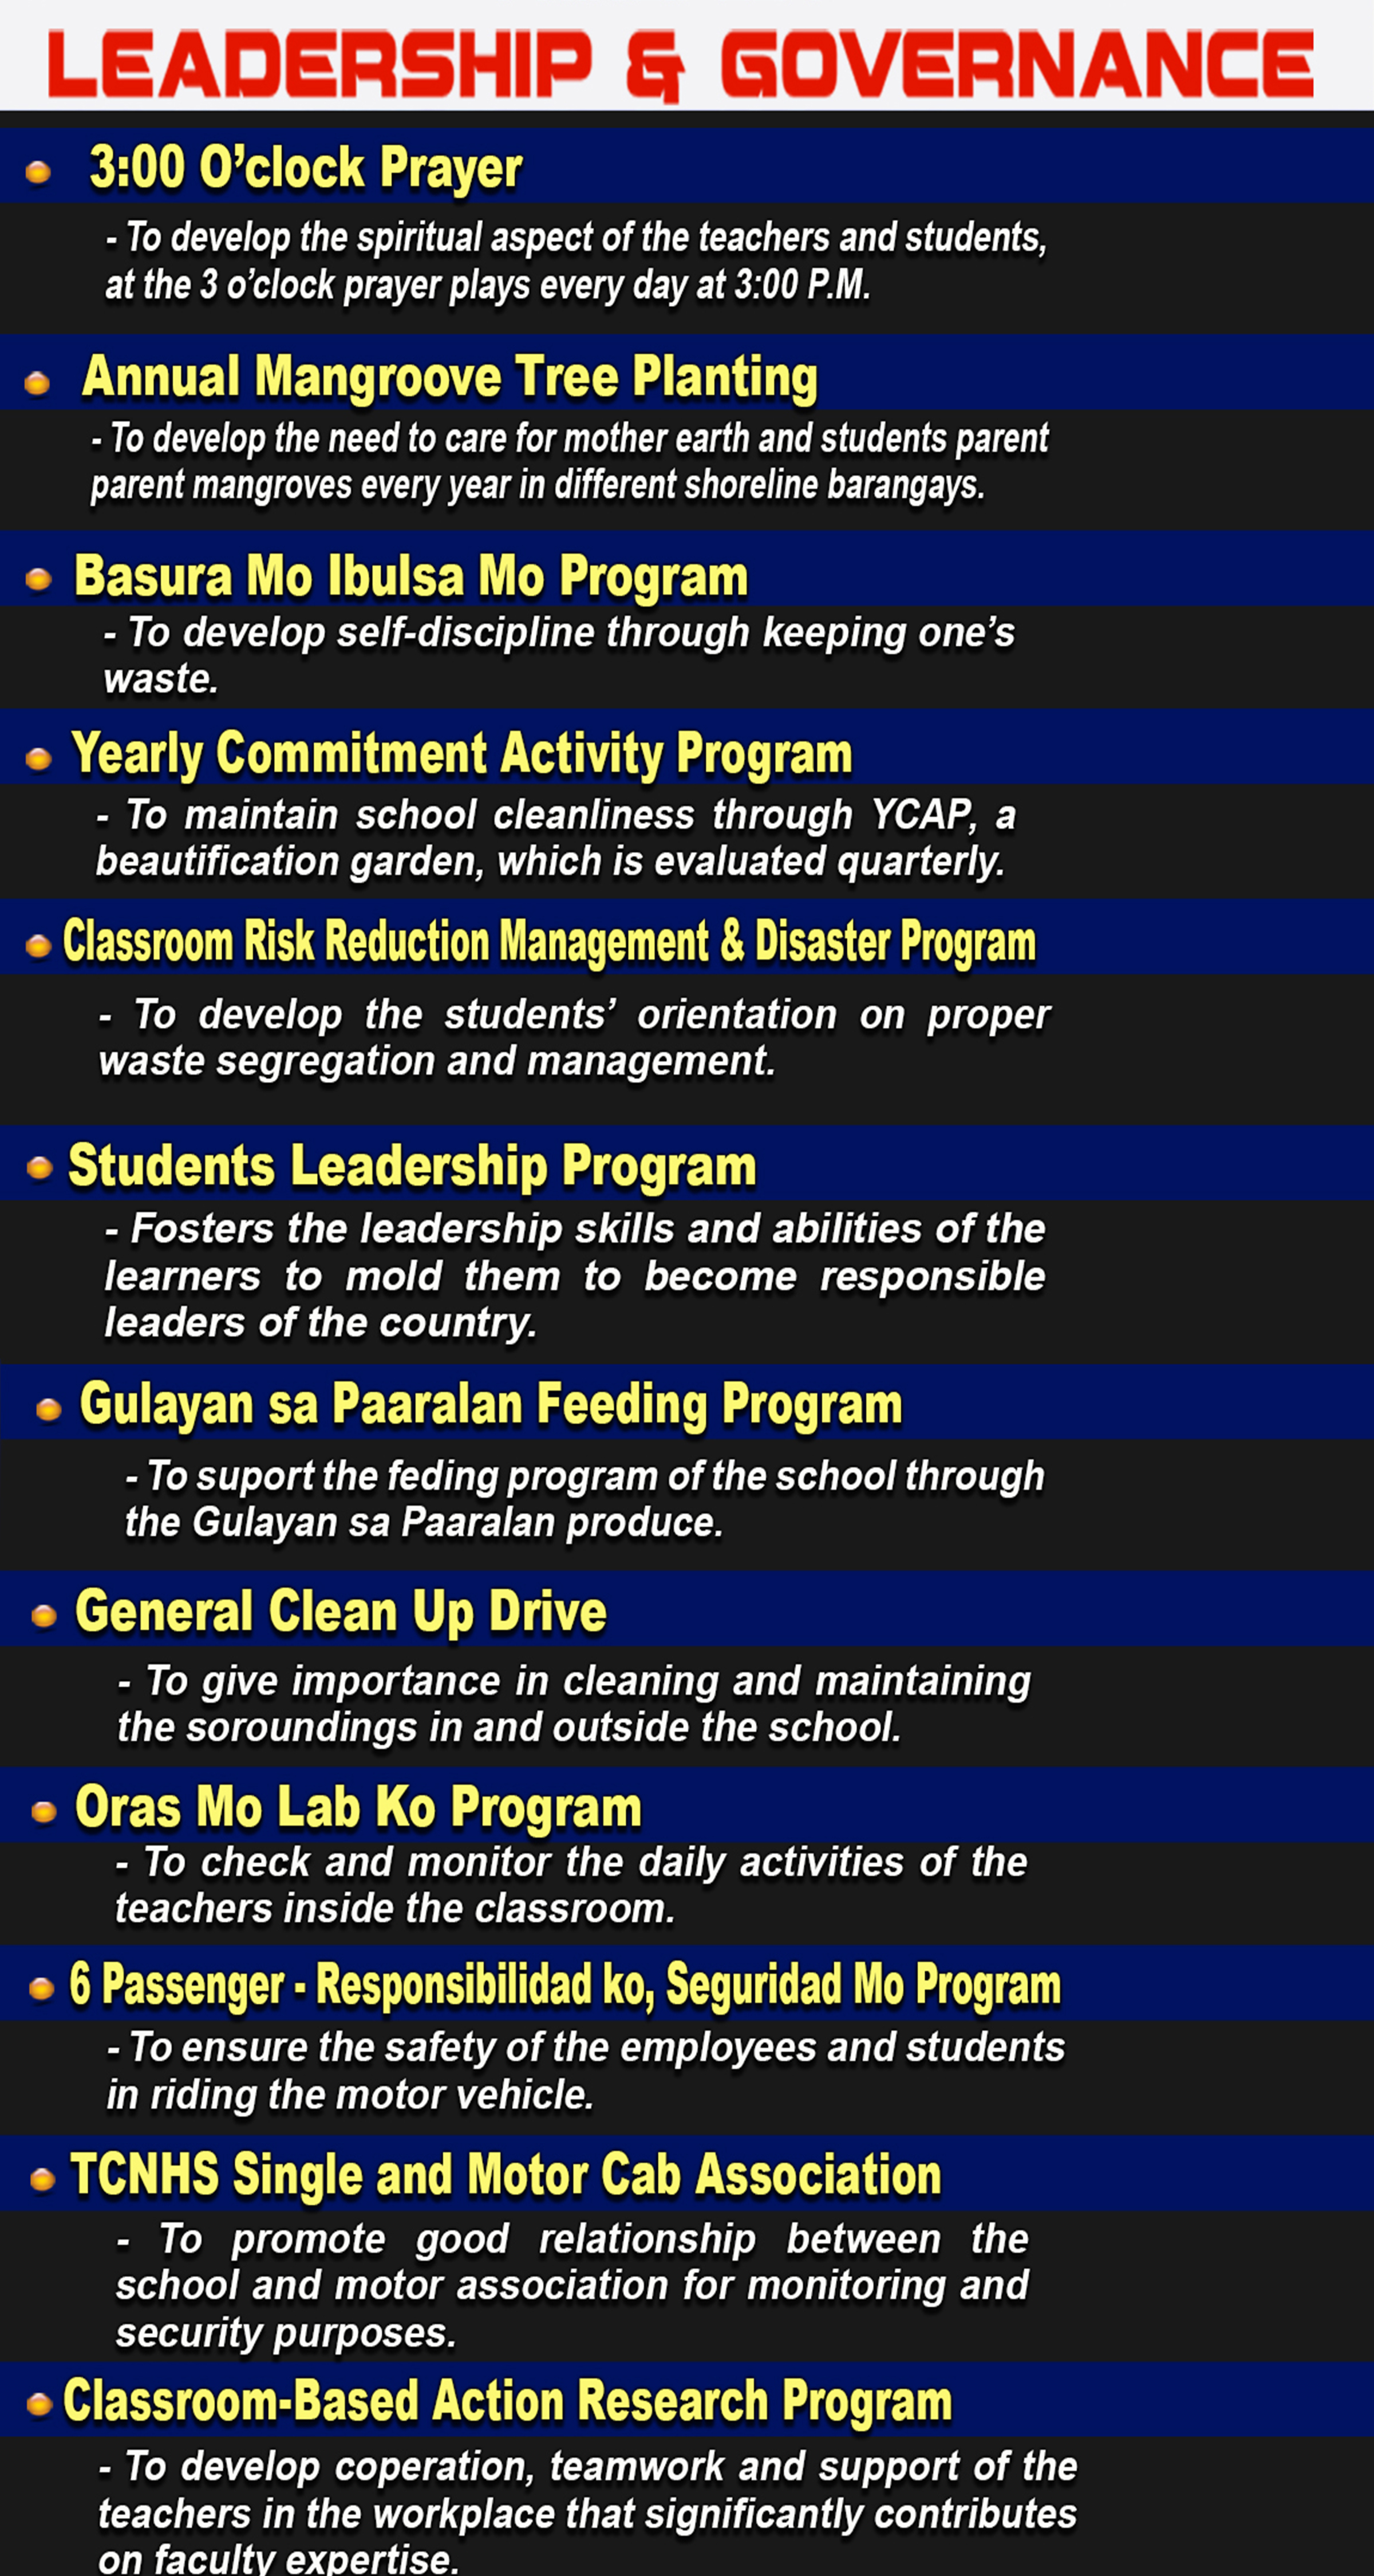 LEADERSHIP & GOVERNANCE
3:00 O’clock Prayer
- To develop the spiritual aspect of the teachers and students,
at the 3 o’clock prayer plays every day at 3:00 P.M.
Annual Mangroove Tree Planting
- To develop the need to care for mother earth and students parent
parent mangroves every year in different shoreline barangays.
Basura Mo Ibulsa Mo Program
- To develop self-discipline through keeping one’s
waste.
Yearly Commitment Activity Program
- To maintain school cleanliness through YCAP, a
beautification garden, which is evaluated quarterly.
Classroom Risk Reduction Management & Disaster Program
- To develop the students’ orientation on proper
waste segregation and management.
Students Leadership Program
- Fosters the leadership skills and abilities of the
learners to mold them to become responsible
leaders of the country.
Gulayan sa Paaralan Feeding Program
- To suport the feding program of the school through
the Gulayan sa Paaralan produce.
General Clean Up Drive
- To give importance in cleaning and maintaining
the soroundings in and outside the school.
Oras Mo Lab Ko Program
- To check and monitor the daily activities of the
teachers inside the classroom.
6 Passenger - Responsibilidad ko, Seguridad Mo Program
- To ensure the safety of the employees and students
in riding the motor vehicle.
TCNHS Single and Motor Cab Association
- To promote good relationship between the
school and motor association for monitoring and
security purposes.
Classroom-Based Action Research Program
- To develop coperation, teamwork and support of the
teachers in the workplace that significantly contributes
on faculty expertise.